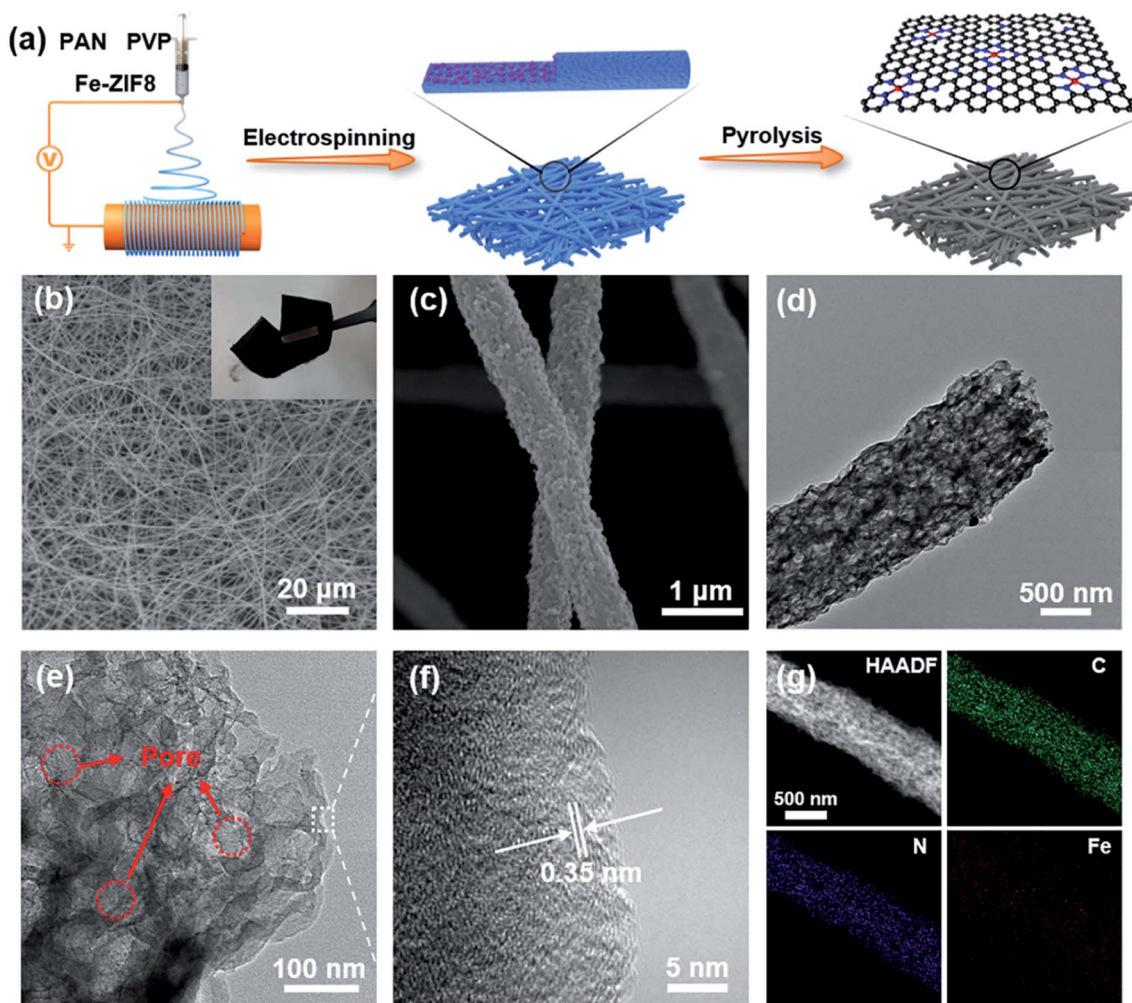 (a) PAN PVP
Fe-ZIF8
V
Electrospinning
Pyrolysis
(b)
20 μm
(c)
1 μm
(d)
500 nm
(e)
Pore
100 nm
(f)
0.35 nm
5 nm
(g)
HAADF
500 nm
C
N
Fe